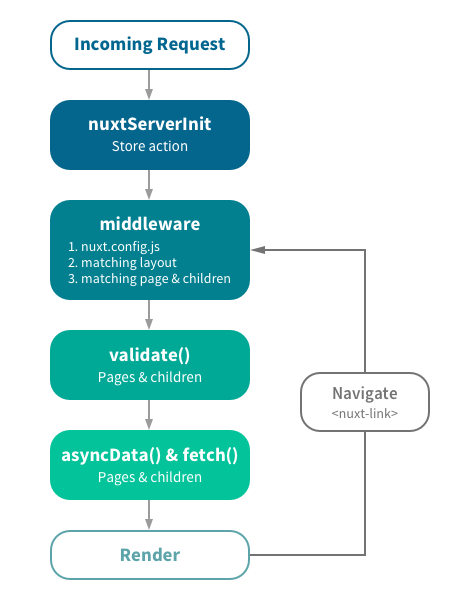 Incoming Request
nuxtServerInit
Store action
middleware
1. nuxt.config.js
2. matching layout
3. matching page & children
validate()
Pages & children
Navigate
<nuxt-link>
asyncData() & fetch()
Pages & children
Render